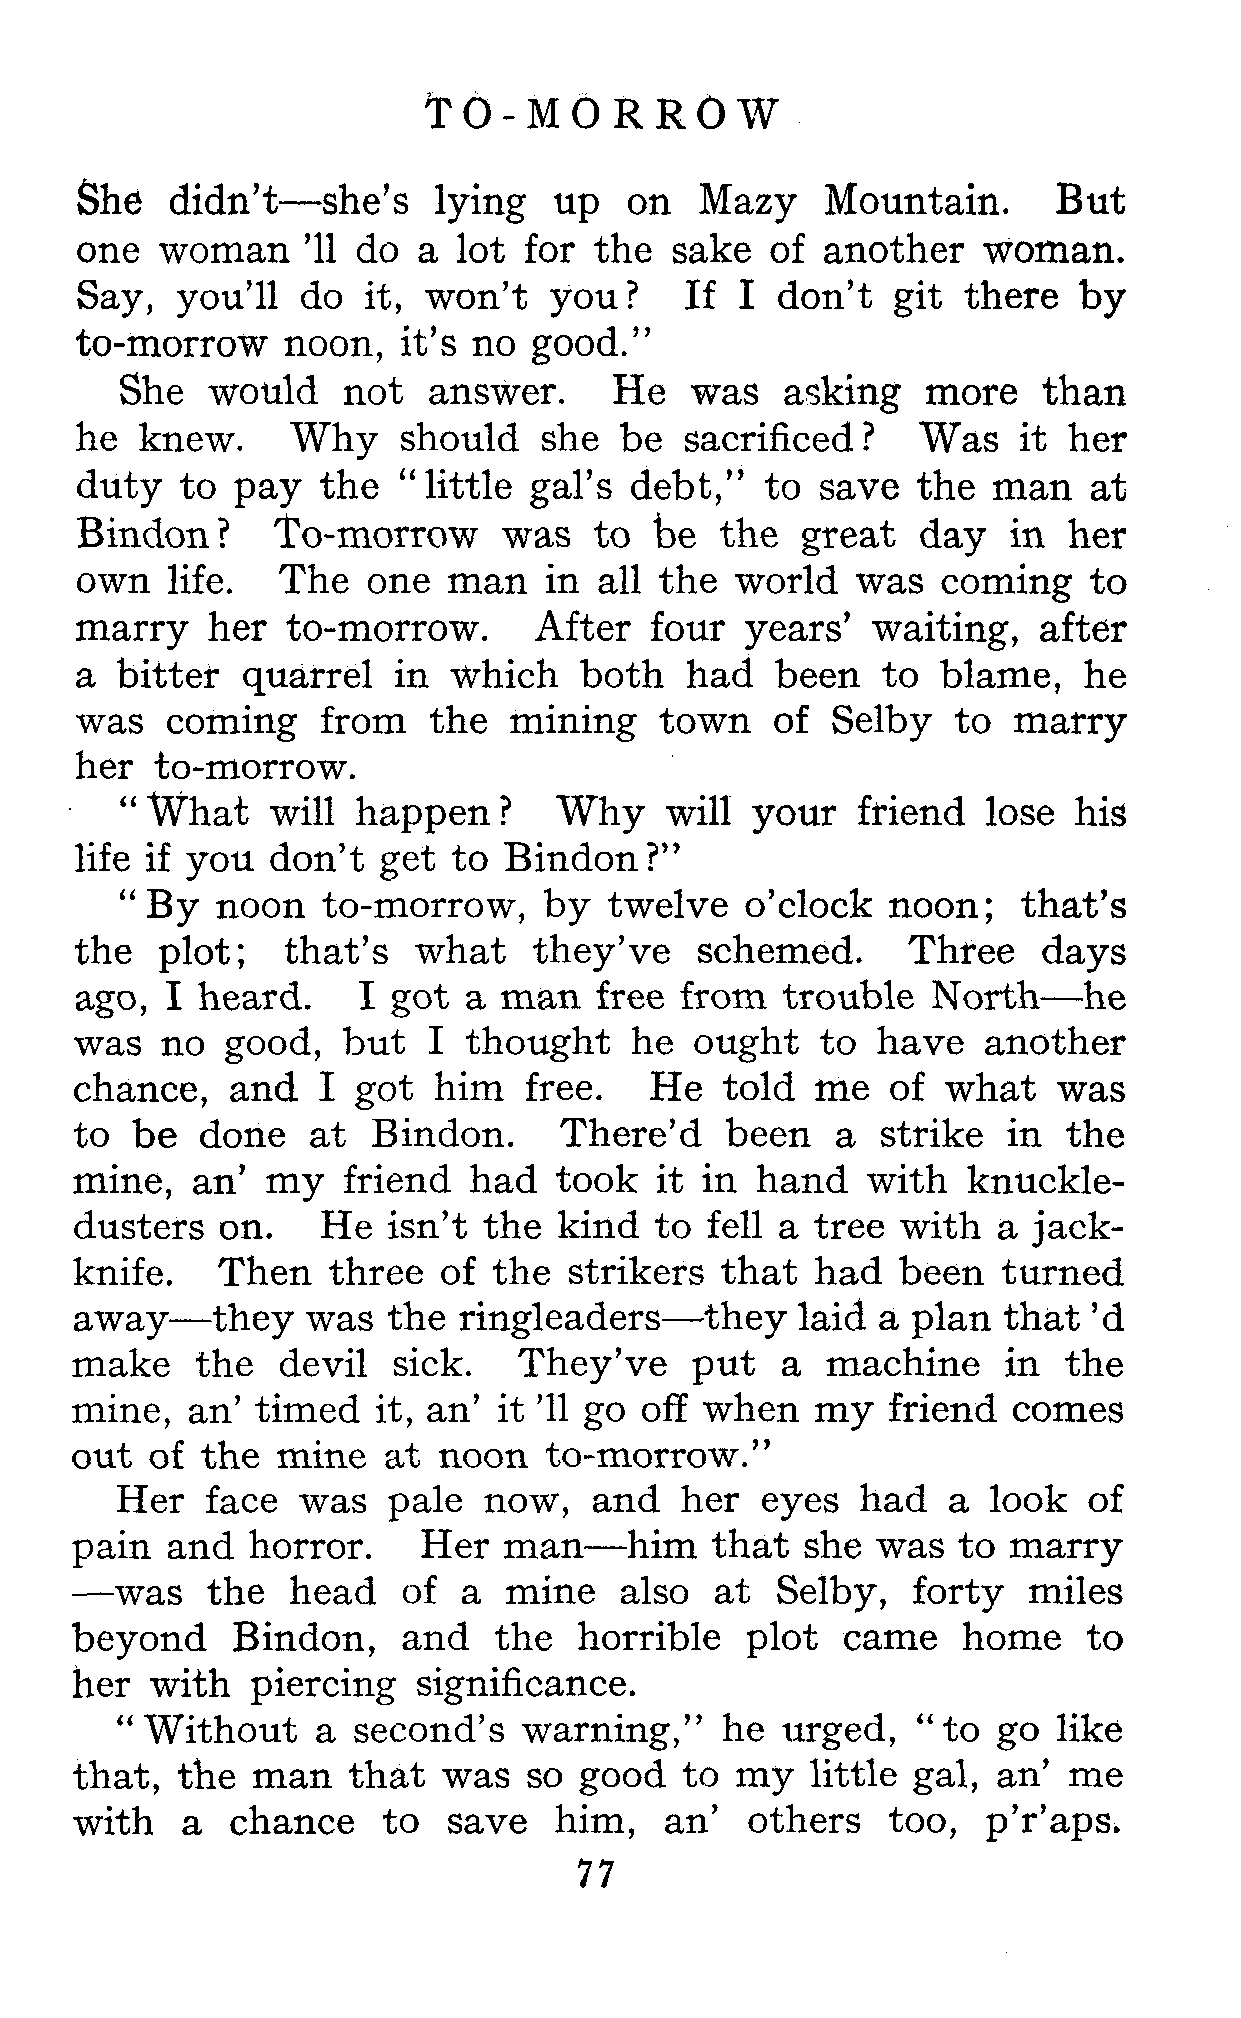 TO-MORROW
She didn't—she's lying up on Mazy Mountain. But
one woman 'll do a lot for the sake of another woman.
Say, you'll do it, won't you? If I don't git there by
to-morrow noon, it's no good."
She would not answer. He was asking more than
he knew. Why should she be sacrificed? Was it her
duty to pay the "little gal's debt," to save the man at
Bindon? To-morrow was to be the great day in her
own life. The one man in all the world was coming to
marry her to-morrow. After four years' waiting, after
a bitter quarrel in which both had been to blame, he
was coming from the mining town of Selby to marry
her to-morrow.
"What will happen? Why will your friend lose his
life if you don't get to Bindon?"
"By noon to-morrow, by twelve o'clock noon; that's
the plot; that's what they've schemed. Three days
ago, I heard. I got a man free from trouble North—he
was no good, but I thought he ought to have another
chance, and I got him free. He told me of what was
to be done at Bindon. There'd been a strike in the
mine, an' my friend had took it in hand with knuckle-
dusters on. He isn't the kind to fell a tree with a jack-
knife. Then three of the strikers that had been turned
away—they was the ringleaders—they laid a plan that 'd
make the devil sick. They've put a machine in the
mine, an' timed it, an' it 'll go off when my friend comes
out of the mine at noon to-morrow."
Her face was pale now, and her eyes had a look of
pain and horror. Her man—him that she was to marry
—was the head of a mine also at Selby, forty miles
beyond Bindon, and the horrible plot came home to
her with piercing significance.
"Without a second's warning," he urged, "to go like
that, the man that was so good to my little gal, an' me
with a chance to save him, an' others too, p'r'aps.
77